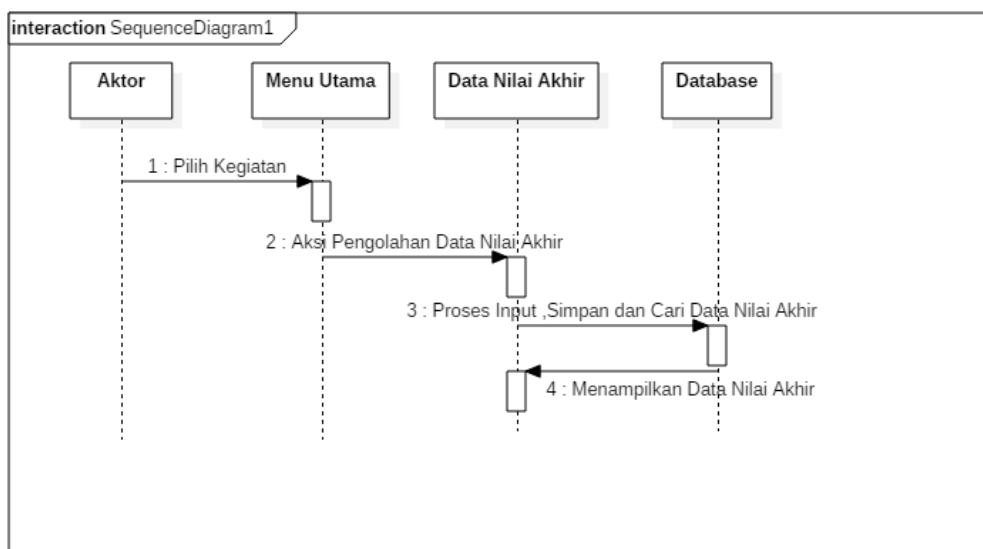 interaction SequenceDiagram1
Aktor
Menu Utama
Data Nilai Akhir
Database
1 : Pilih Kegiatan
2 : Aksi Pengolahan Data Nilai Akhir
3 : Proses Input ,Simpan dan Cari Data Nilai Akhir
4 : Menampilkan Data Nilai Akhir